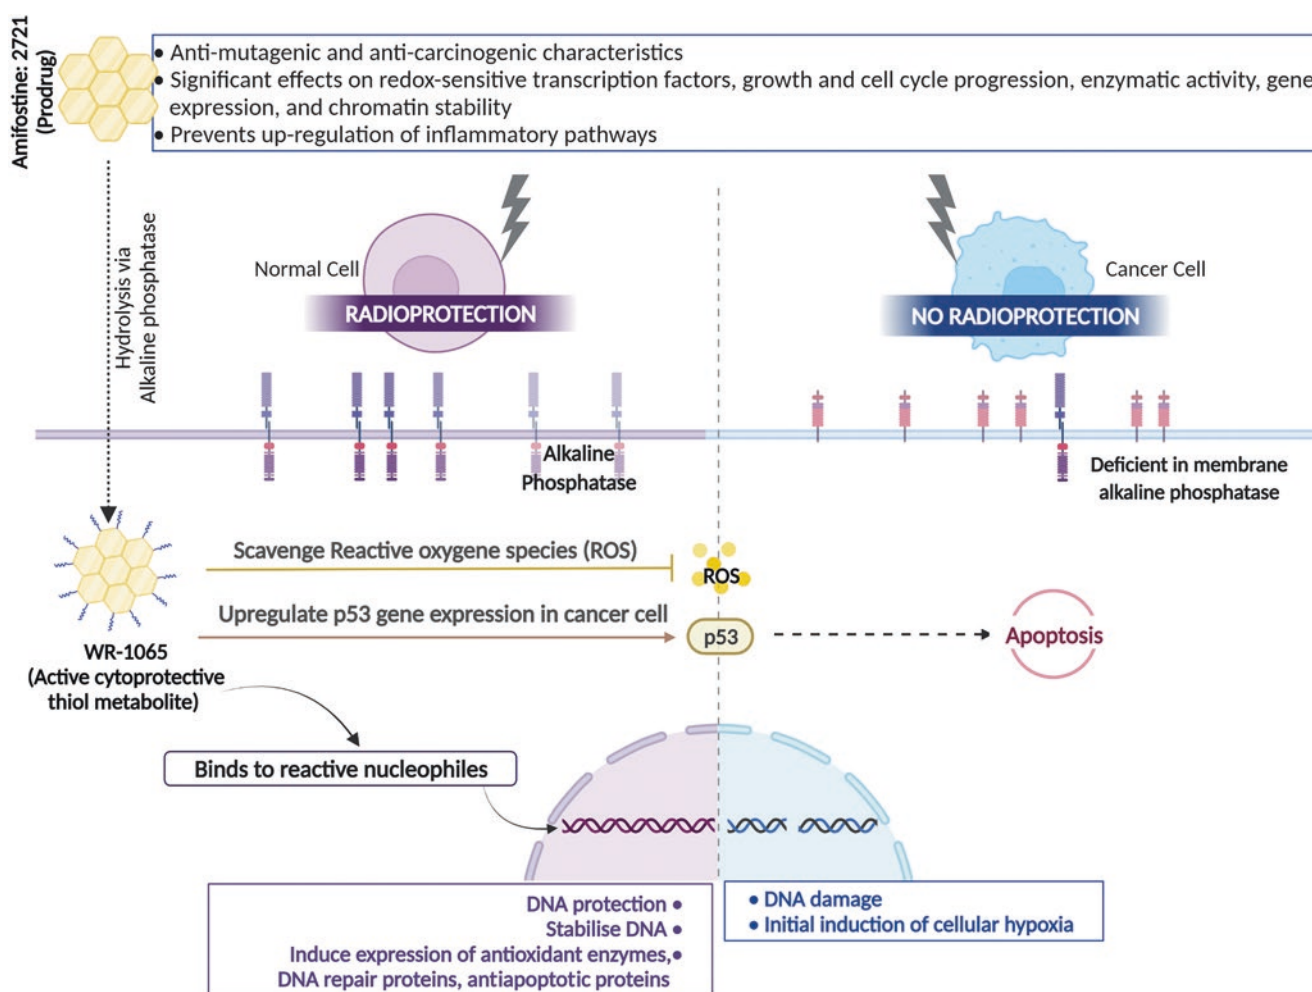 Amifostine: 2721
(Prodrug)
• Anti-mutagenic and anti-carcinogenic characteristics
• Significant effects on redox-sensitive transcription factors, growth and cell cycle progression, enzymatic activity, gene
expression, and chromatin stability
• Prevents up-regulation of inflammatory pathways
Hydrolysis via
Alkaline phosphatase
Normal Cell
RADIOPROTECTION
Cancer Cell
NO RADIOPROTECTION
Alkaline
Phosphatase
Deficient in membrane
alkaline phosphatase
Scavenge Reactive oxygene species (ROS)
ROS
Upregulate p53 gene expression in cancer cell
p53
Apoptosis
WR-1065
(Active cytoprotective
thiol metabolite)
Binds to reactive nucleophiles
DNA protection •
Stabilise DNA •
Induce expression of antioxidant enzymes,•
DNA repair proteins, antiapoptotic proteins
• DNA damage
• Initial induction of cellular hypoxia